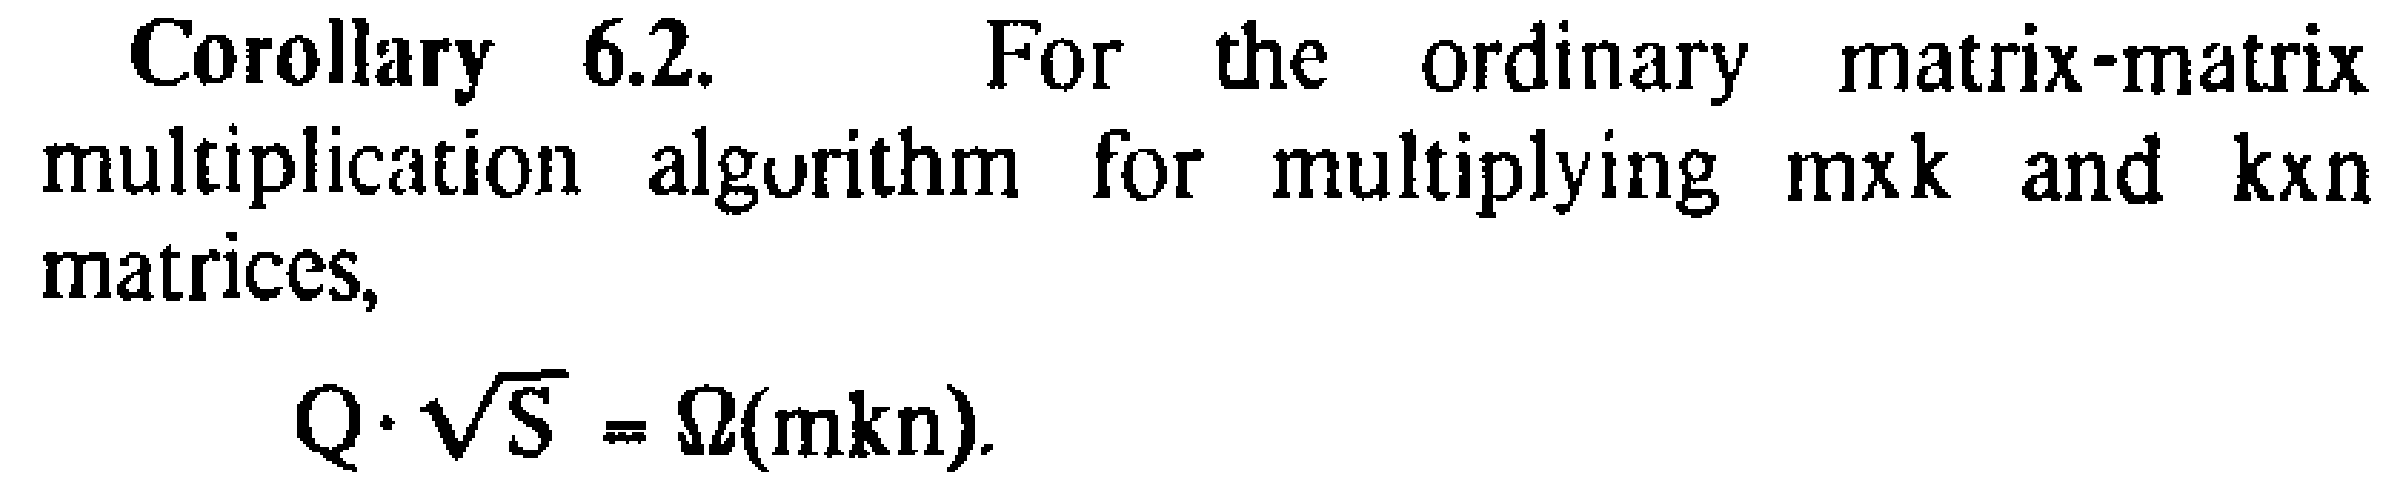 Corollary 6.2. For the ordinary matrix-matrix
multiplication algorithm for multiplying mxk and kxn
matrices,
Q · √S = Ω(mkn).